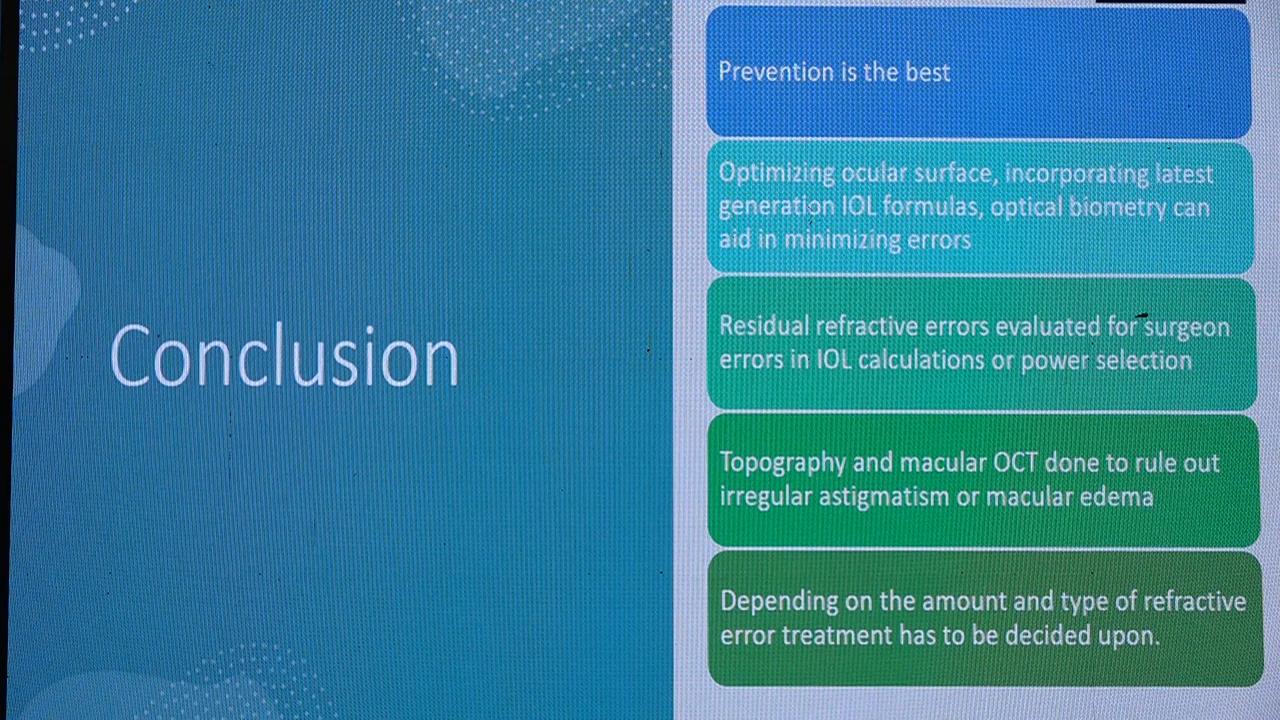 Conclusion
Prevention is the best
Optimizing ocular surface, incorporating latest
generation IOL formulas, optical biometry can
aid in minimizing errors
Residual refractive errors evaluated for surgeon
errors in IOL calculations or power selection
Topography and macular OCT done to rule out
irregular astigmatism or macular edema
Depending on the amount and type of refractive
error treatment has to be decided upon.